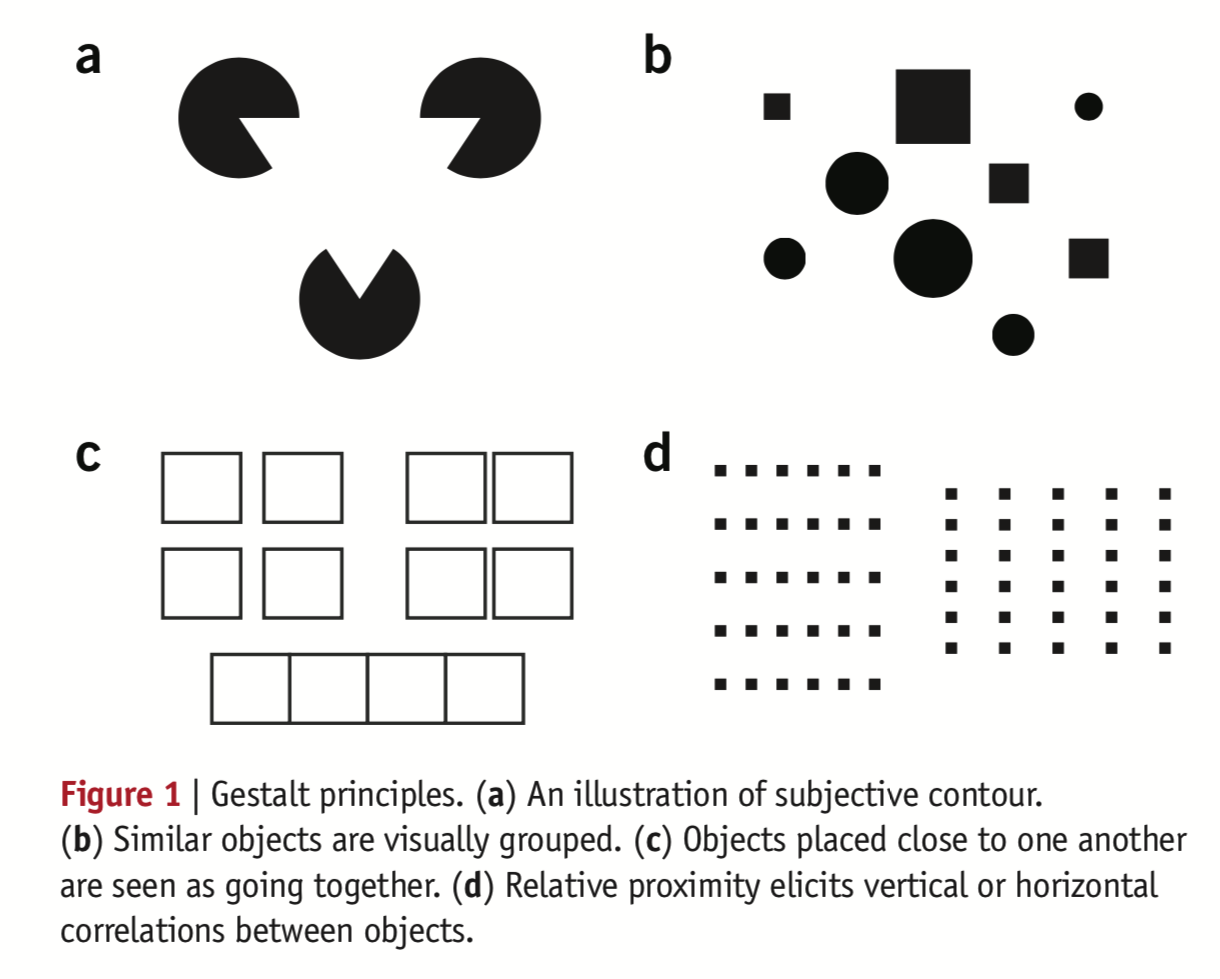 a
b
c
d
Figure 1 | Gestalt principles. (a) An illustration of subjective contour.
(b) Similar objects are visually grouped. (c) Objects placed close to one another
are seen as going together. (d) Relative proximity elicits vertical or horizontal
correlations between objects.